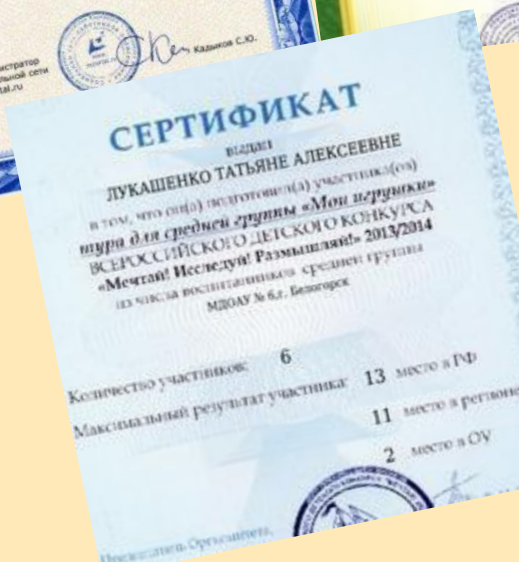 Кадыков С.Ю.
СЕРТИФИКАТ
выдан
ЛУКАШЕНКО ТАТЬЯНЕ АЛЕКСЕЕВНЕ
в том, что он(а) подготовил(а) участника(ов)
тура для средней группы «Мои игрушки»
ВСЕРОССИЙСКОГО ДЕТСКОГО КОНКУРСА
«Мечтай! Исследуй! Размышляй!» 2013/2014
из числа воспитанников средней группы
МДОАУ № 6,г. Белогорск
Количество участников: 6
Максимальный результат участника: 13 место в РФ
11 место в регионе
2 место в ОУ